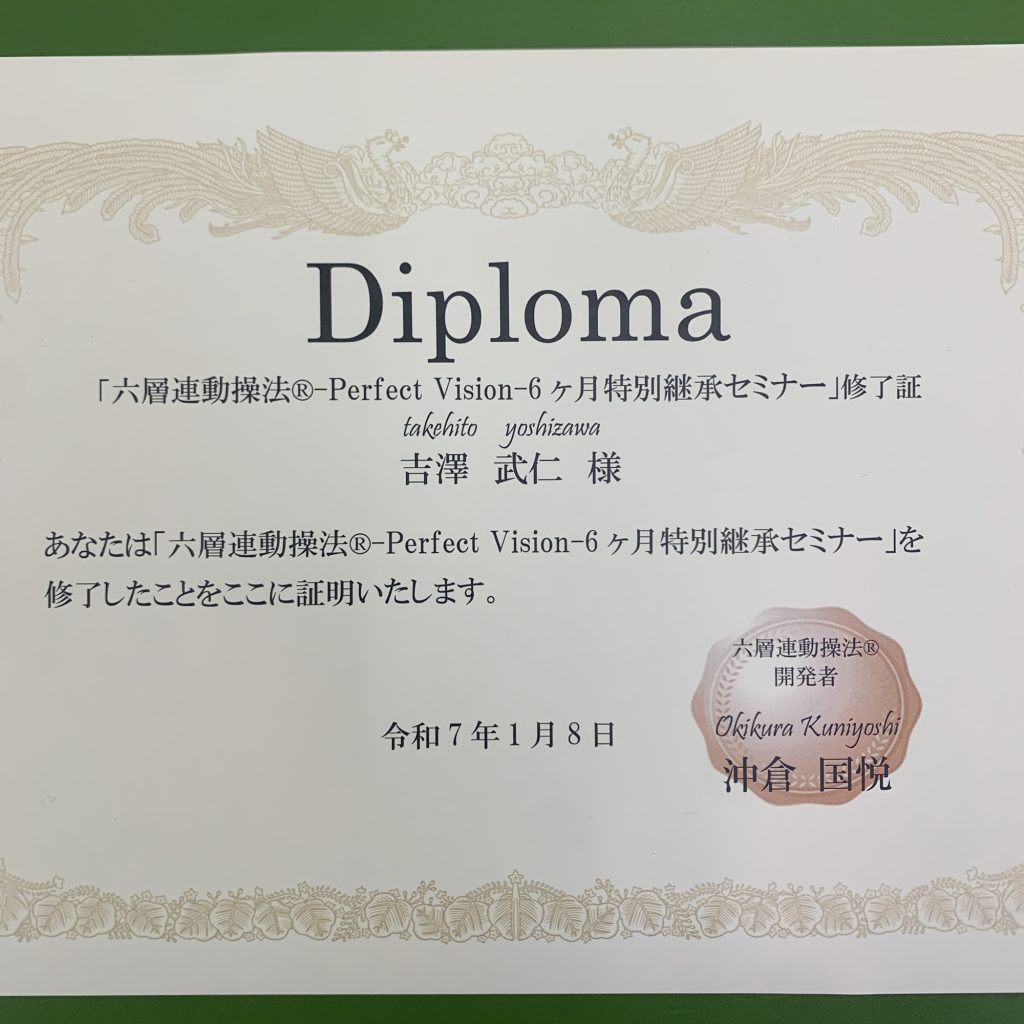 Diploma
「六層連動操法®-Perfect Vision-6ヶ月特別継承セミナー」修了証
takehito yoshizawa
吉澤 武仁 様
あなたは「六層連動操法®-Perfect Vision-6ヶ月特別継承セミナー」を
修了したことをここに証明いたします。
六層連動操法®
開発者
Okikura Kuniyoshi
沖倉 国悦
令和7年1月8日